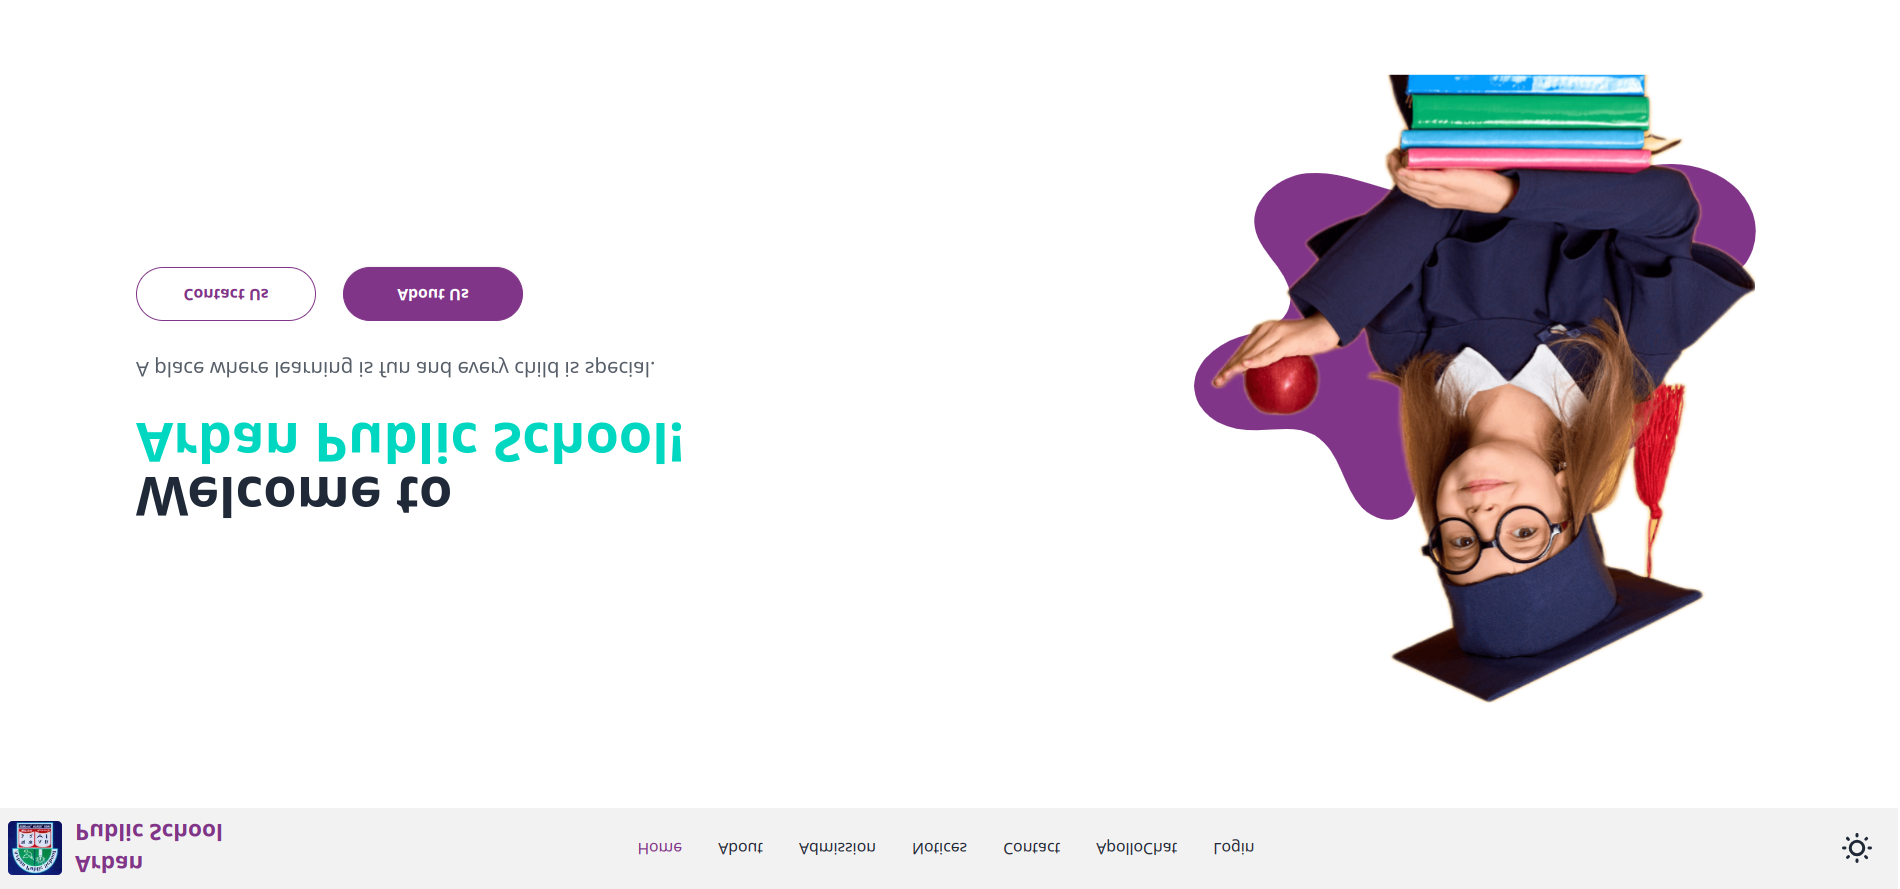 Arban
Public School
Home About Admission Notices Contact ApolloChat Login
Welcome to
Arban Public School!
A place where learning is fun and every child is special.
Contact Us About Us